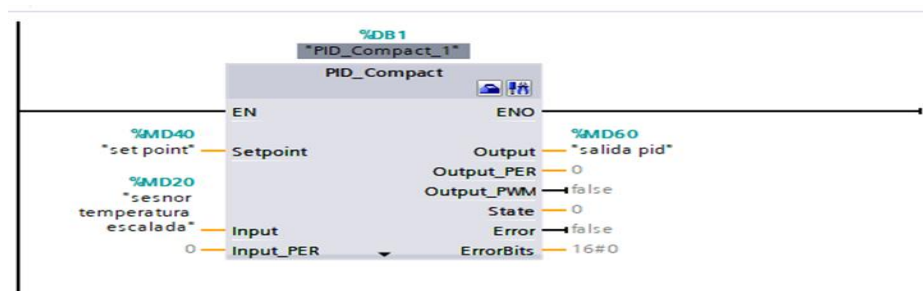 %DB1
"PID_Compact_1"
PID_Compact
EN ENO
%MD40
"set point" Setpoint
%MD60
Output "salida pid"
Output_PER 0
%MD20
"sesnor
temperatura
escalada" Input
Output_PWM false
State 0
Error false
0 Input_PER ErrorBits 16#0